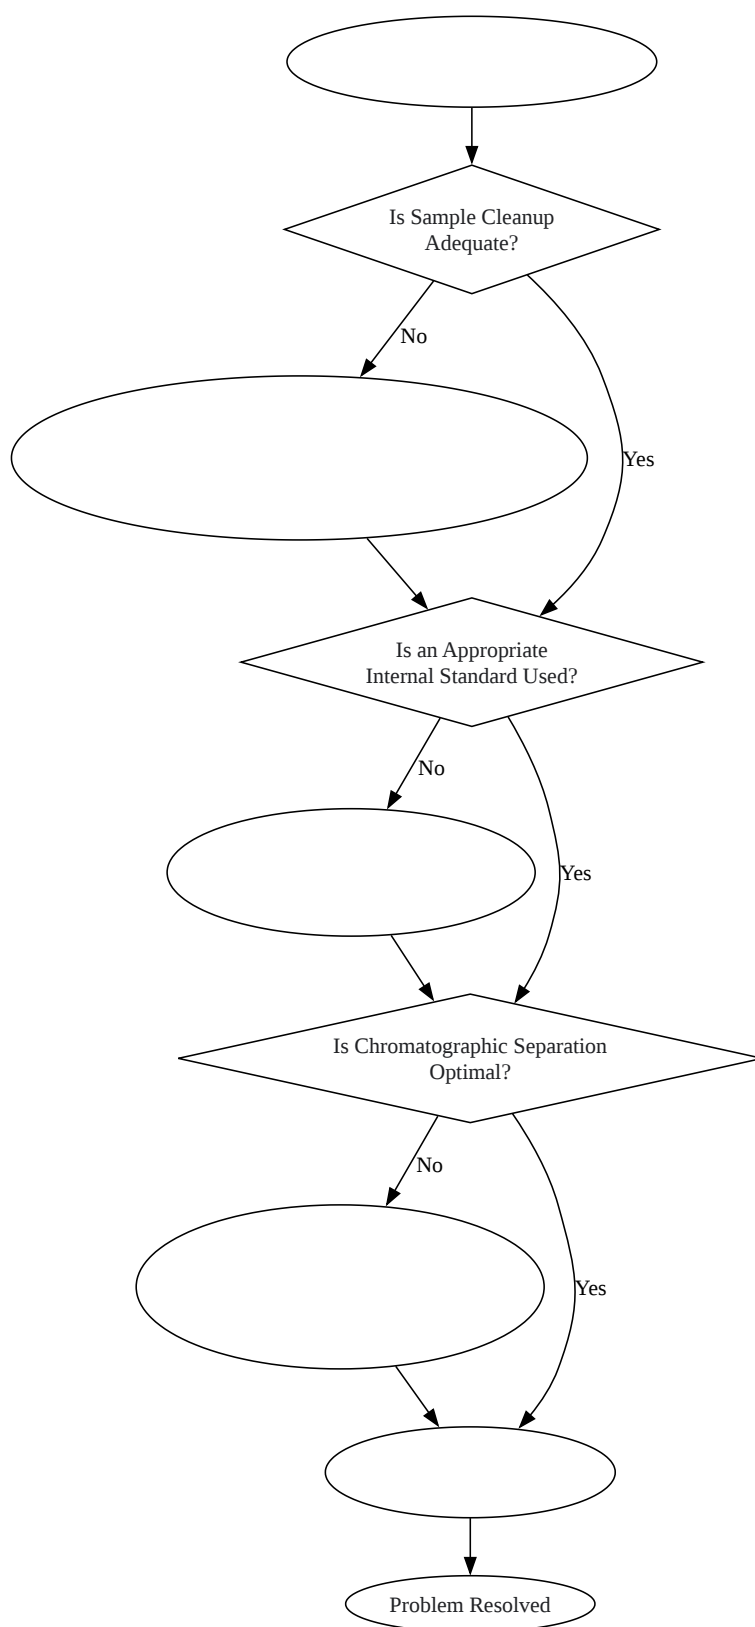 Is Sample Cleanup
Adequate?
No
Yes
Is an Appropriate
Internal Standard Used?
No
Yes
Is Chromatographic Separation
Optimal?
No
Yes
Problem Resolved